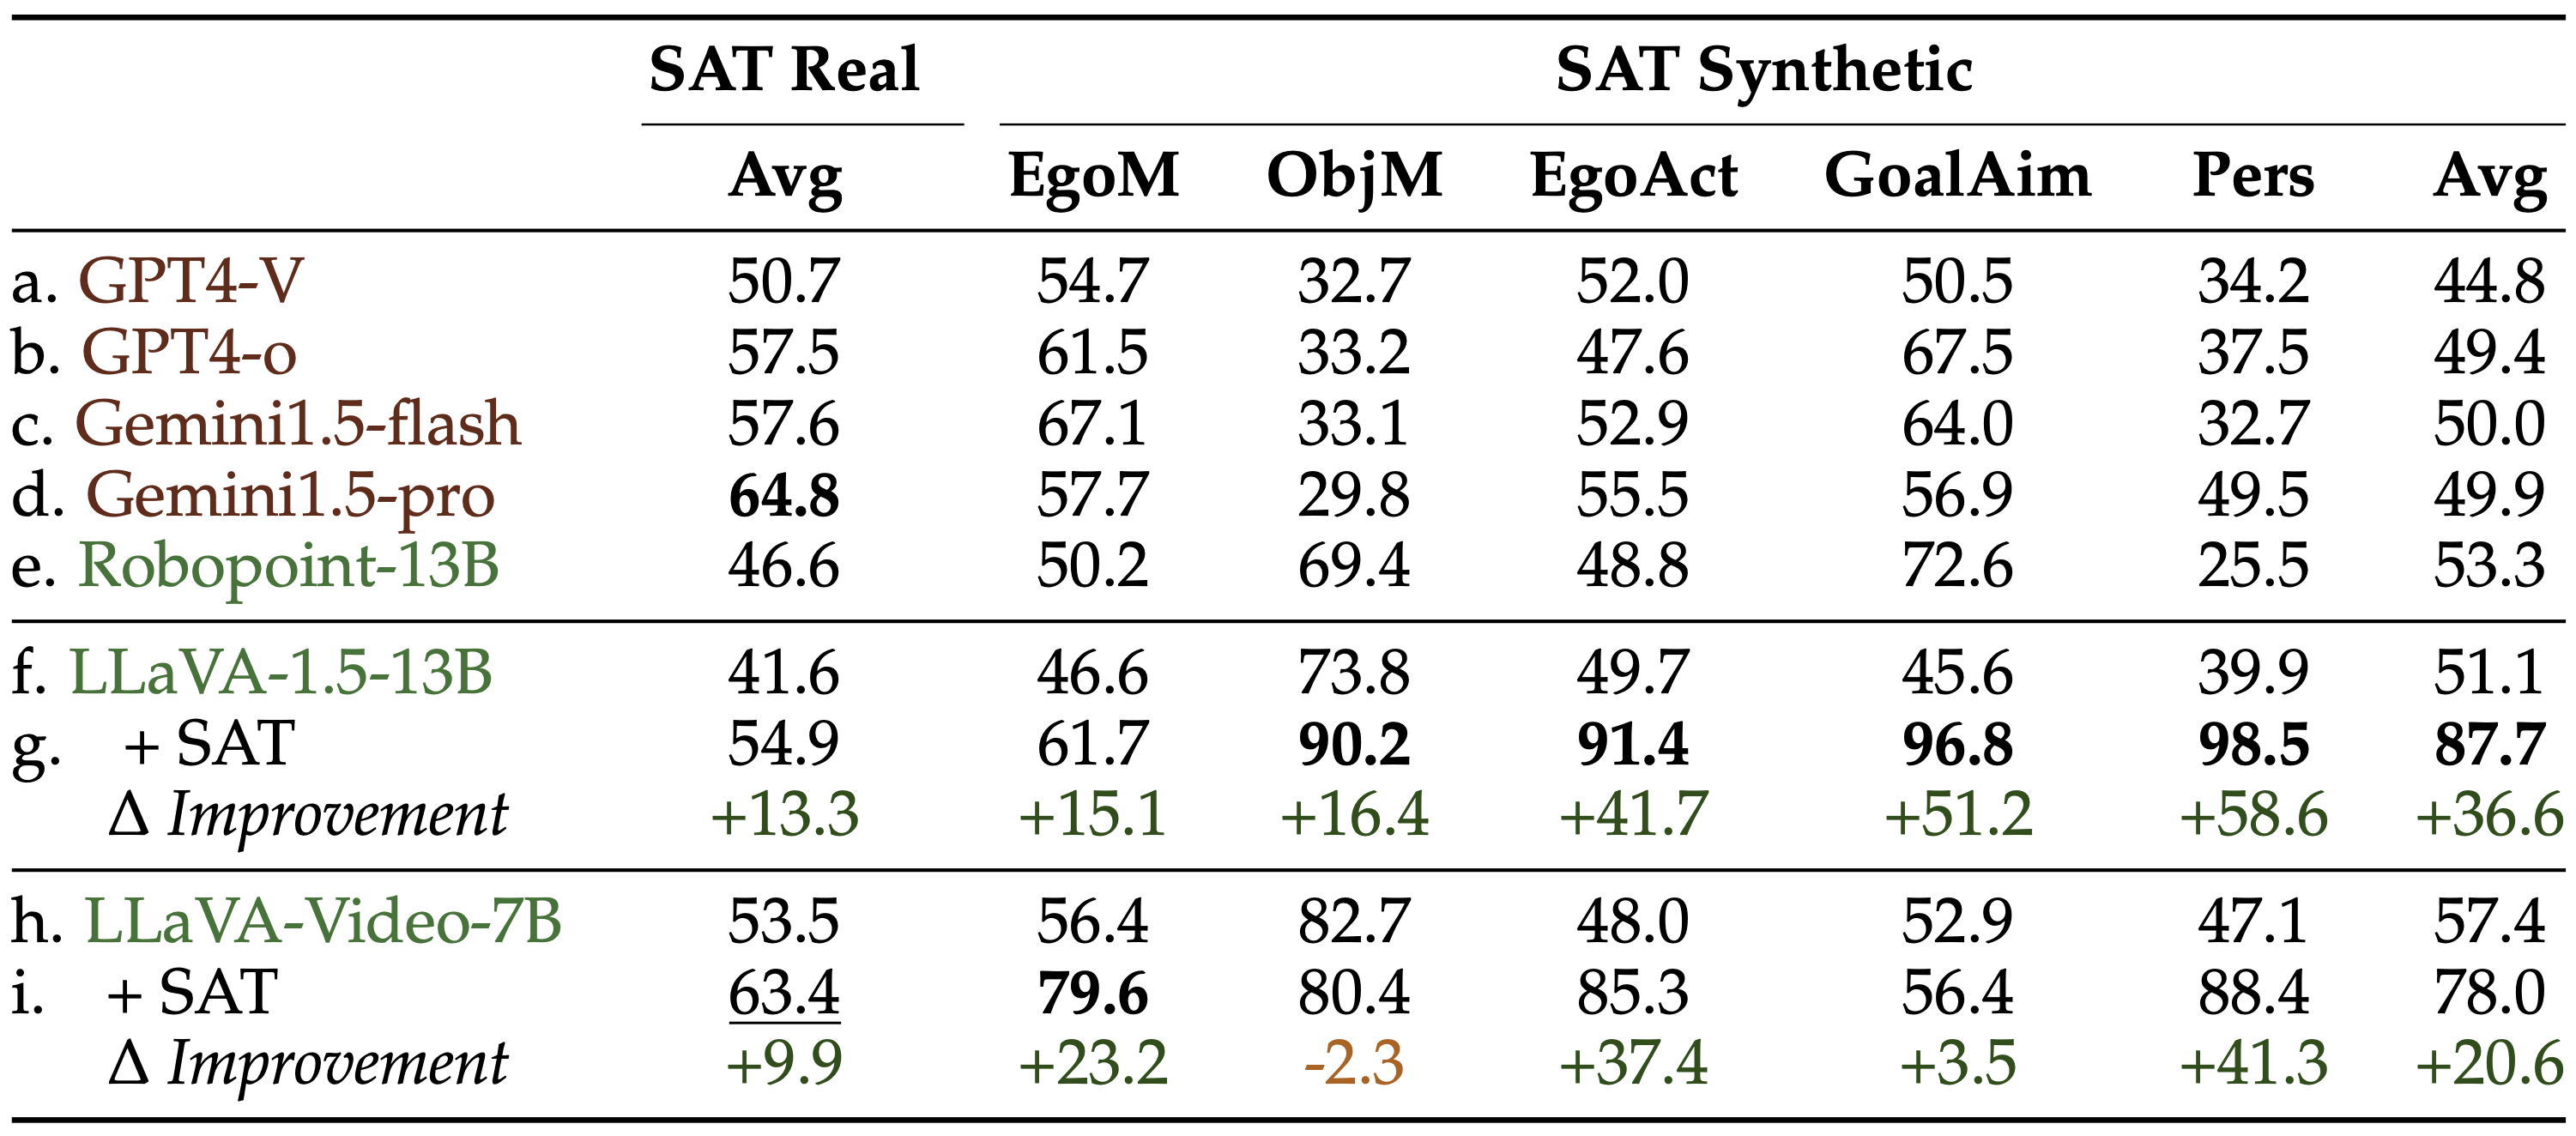 SAT Real SAT Synthetic
Avg EgoM ObjM EgoAct GoalAim Pers Avg
a. GPT4-V 50.7 54.7 32.7 52.0 50.5 34.2 44.8
b. GPT4-o 57.5 61.5 33.2 47.6 67.5 37.5 49.4
c. Gemini1.5-flash 57.6 67.1 33.1 52.9 64.0 32.7 50.0
d. Gemini1.5-pro 64.8 57.7 29.8 55.5 56.9 49.5 49.9
e. Robopoint-13B 46.6 50.2 69.4 48.8 72.6 25.5 53.3
f. LLaVA-1.5-13B 41.6 46.6 73.8 49.7 45.6 39.9 51.1
g. + SAT 54.9 61.7 90.2 91.4 96.8 98.5 87.7
Δ Improvement +13.3 +15.1 +16.4 +41.7 +51.2 +58.6 +36.6
h. LLaVA-Video-7B 53.5 56.4 82.7 48.0 52.9 47.1 57.4
i. + SAT 63.4 79.6 80.4 85.3 56.4 88.4 78.0
Δ Improvement +9.9 +23.2 -2.3 +37.4 +3.5 +41.3 +20.6